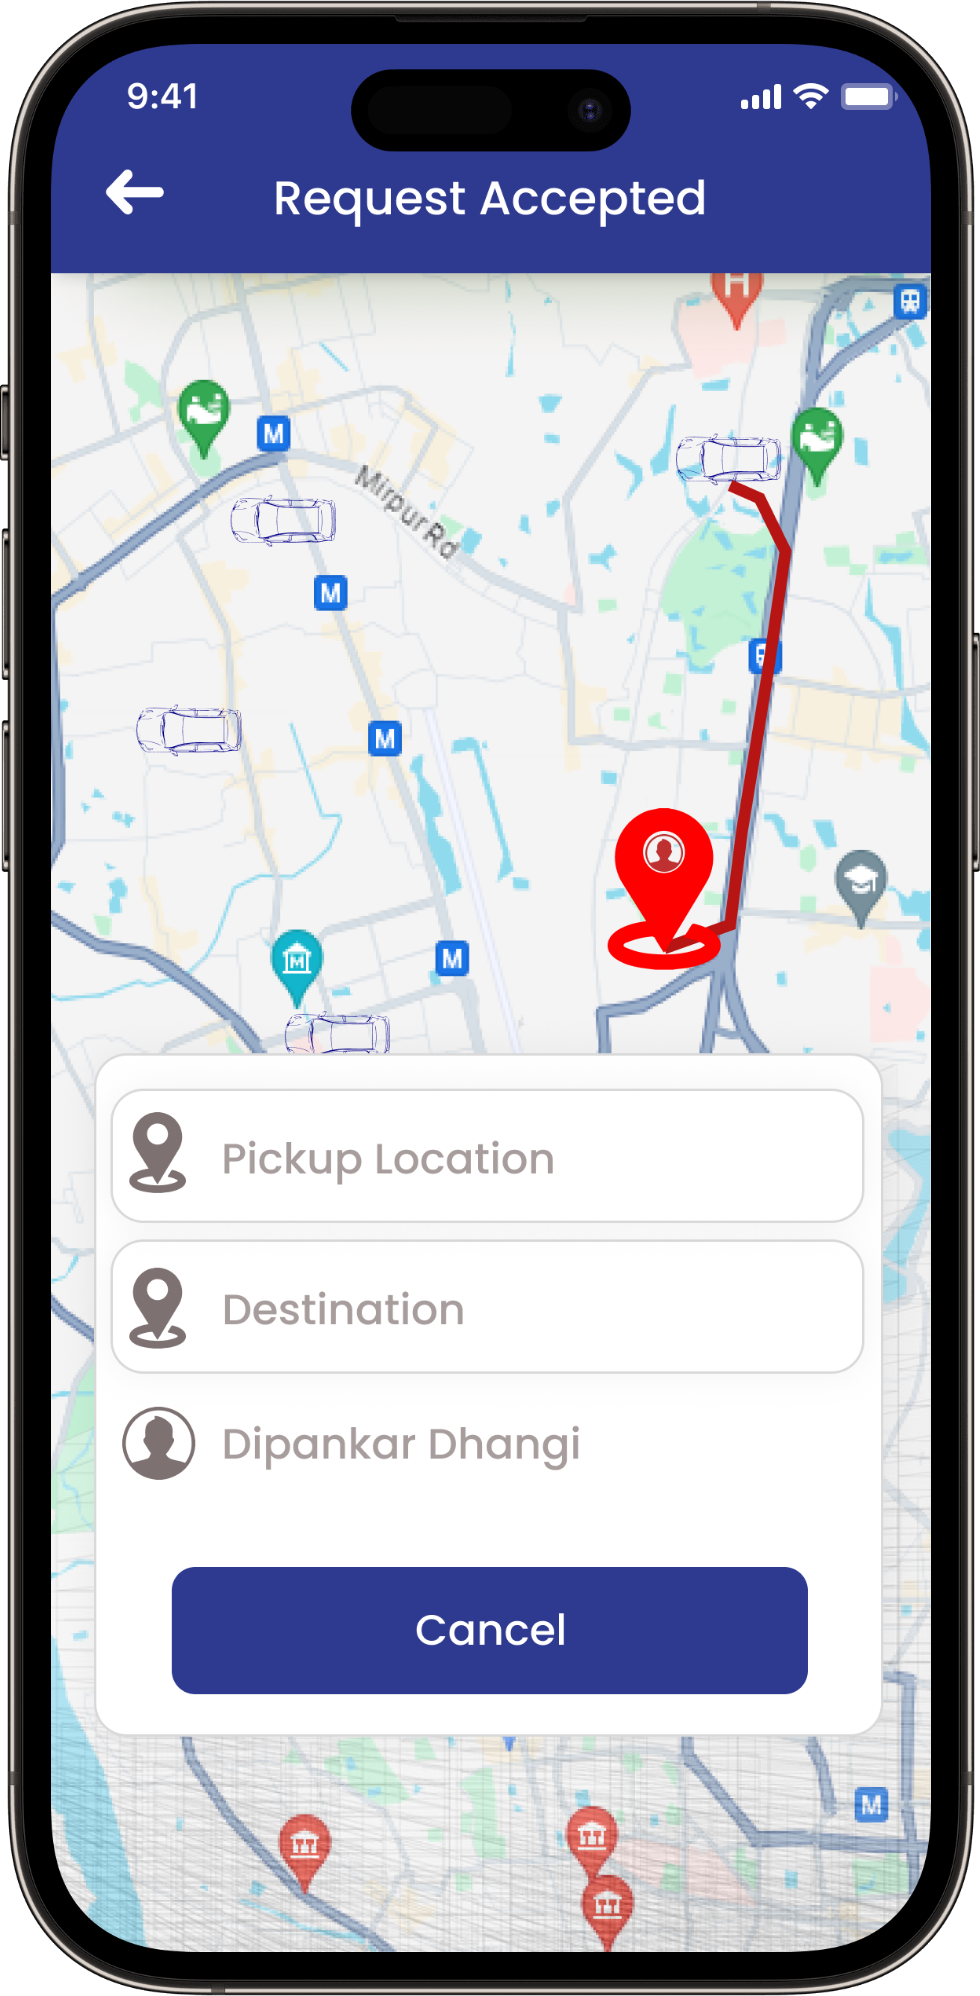 9:41
Request Accepted
H
M
Mirpur Rd
M
M
M
M
Pickup Location
Destination
Dipankar Dhangi
Cancel
M